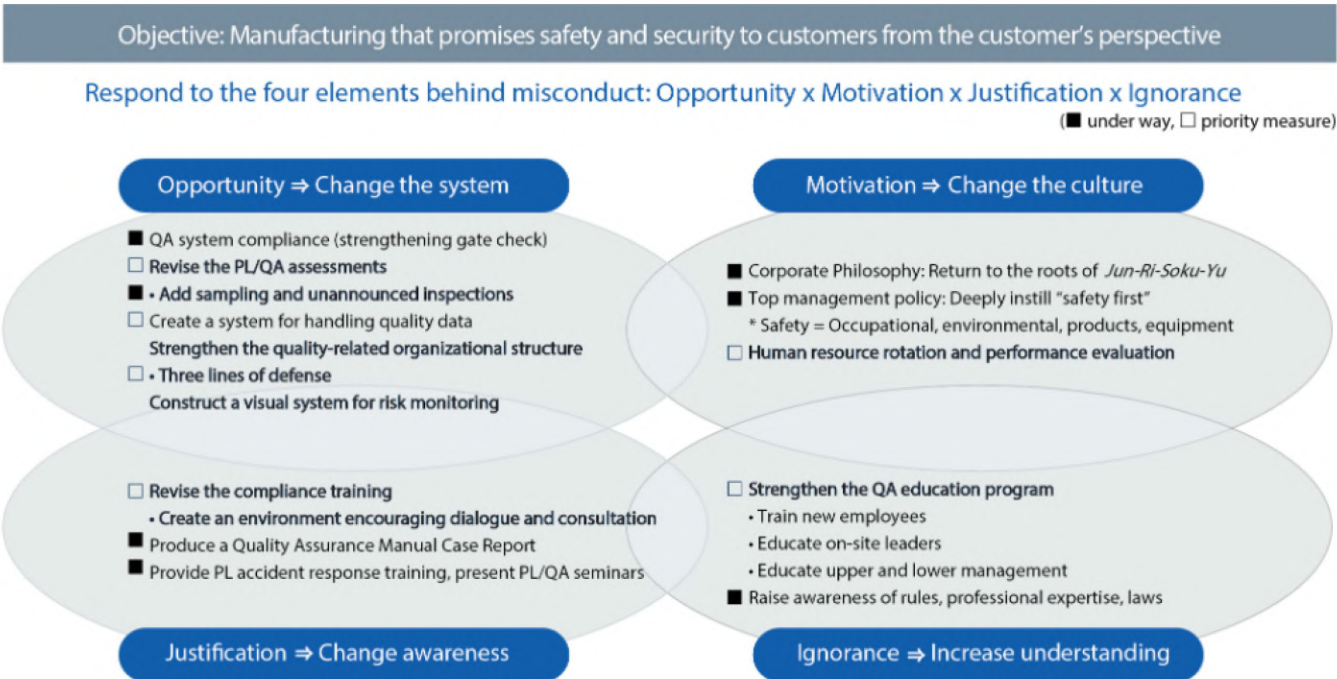 Objective: Manufacturing that promises safety and security to customers from the customer’s perspective
Respond to the four elements behind misconduct: Opportunity x Motivation x Justification x Ignorance
(■ under way, □ priority measure)
Opportunity ⇒ Change the system
■ QA system compliance (strengthening gate check)
□ Revise the PL/QA assessments
■ • Add sampling and unannounced inspections
□ Create a system for handling quality data
Strengthen the quality-related organizational structure
□ • Three lines of defense
Construct a visual system for risk monitoring
Motivation ⇒ Change the culture
■ Corporate Philosophy: Return to the roots of Jun-Ri-Soku-Yu
■ Top management policy: Deeply instill “safety first”
* Safety = Occupational, environmental, products, equipment
□ Human resource rotation and performance evaluation
□ Revise the compliance training
• Create an environment encouraging dialogue and consultation
■ Produce a Quality Assurance Manual Case Report
■ Provide PL accident response training, present PL/QA seminars
Justification ⇒ Change awareness
□ Strengthen the QA education program
• Train new employees
• Educate on-site leaders
• Educate upper and lower management
■ Raise awareness of rules, professional expertise, laws
Ignorance ⇒ Increase understanding